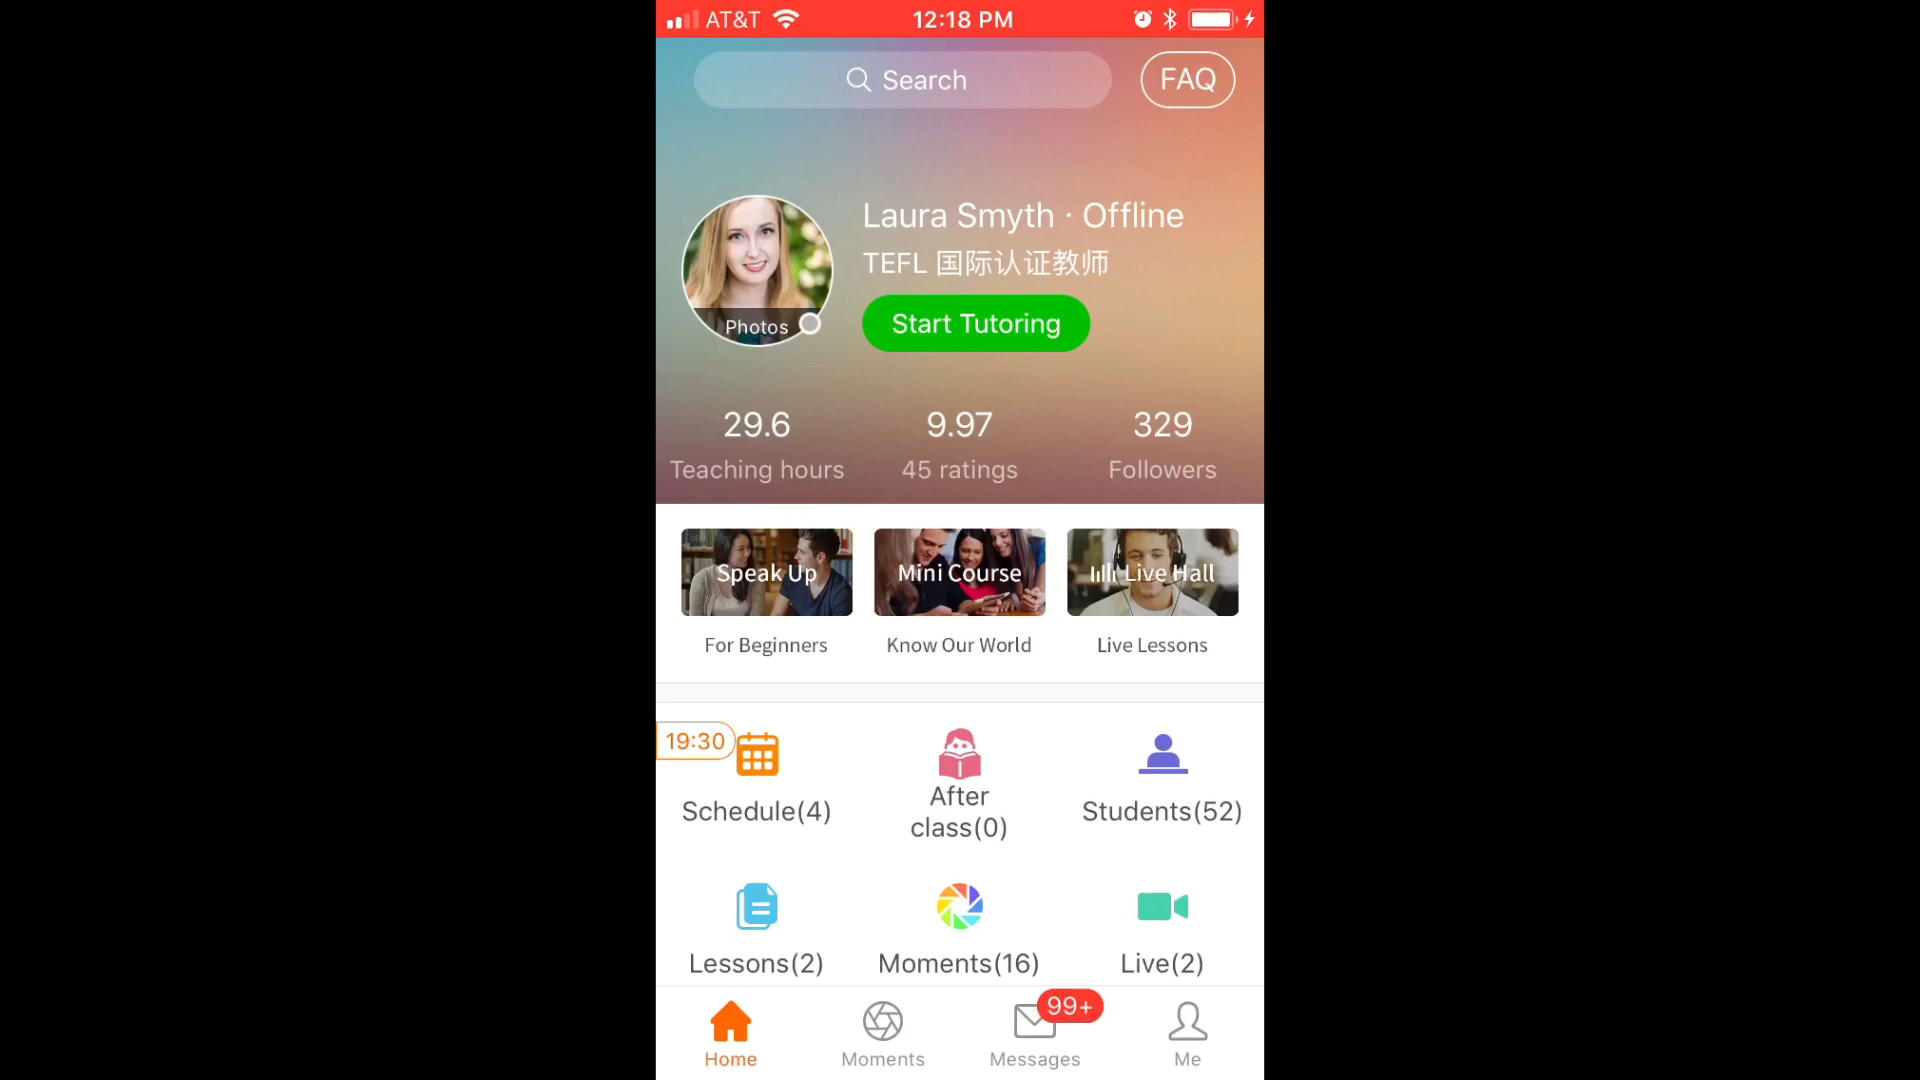 AT&T 12:18 PM
Search FAQ
Laura Smyth · Offline
TEFL 国际认证教师
Photos
Start Tutoring
29.6 9.97 329
Teaching hours 45 ratings Followers
Speak Up Mini Course Live Hall
For Beginners Know Our World Live Lessons
19:30
Schedule(4) After class(0) Students(52)
Lessons(2) Moments(16) Live(2)
99+
Home Moments Messages Me